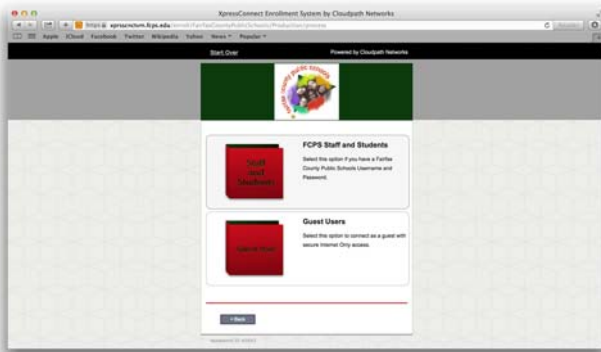 XpressConnect Enrollment System by Cloudpath Networks
Apple iCloud Facebook Twitter Wikipedia Yahoo News Popular
Start Over Powered by Cloudpath Networks
Staff
and
Students
FCPS Staff and Students
Select this option if you have a Fairfax
County Public Schools Username and
Password.
Guest Users
Select this option to connect as a guest with
secure Internet Only access.
< Back